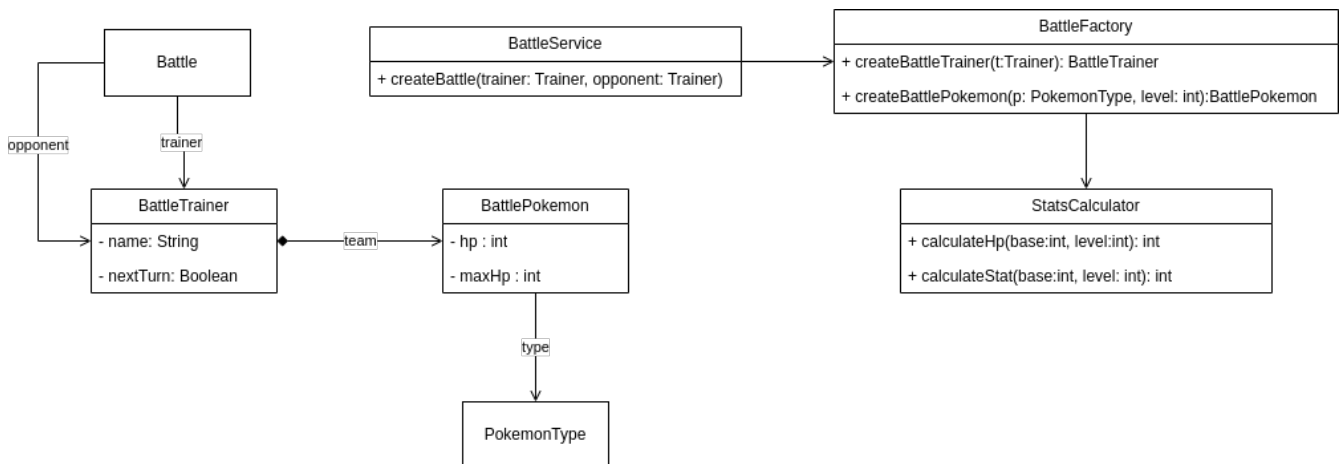 Battle
opponent
trainer
BattleTrainer
- name: String
- nextTurn: Boolean
team
BattlePokemon
- hp : int
- maxHp : int
type
PokemonType
BattleService
+ createBattle(trainer: Trainer, opponent: Trainer)
BattleFactory
+ createBattleTrainer(t:Trainer): BattleTrainer
+ createBattlePokemon(p: PokemonType, level: int):BattlePokemon
StatsCalculator
+ calculateHp(base:int, level:int): int
+ calculateStat(base:int, level: int): int